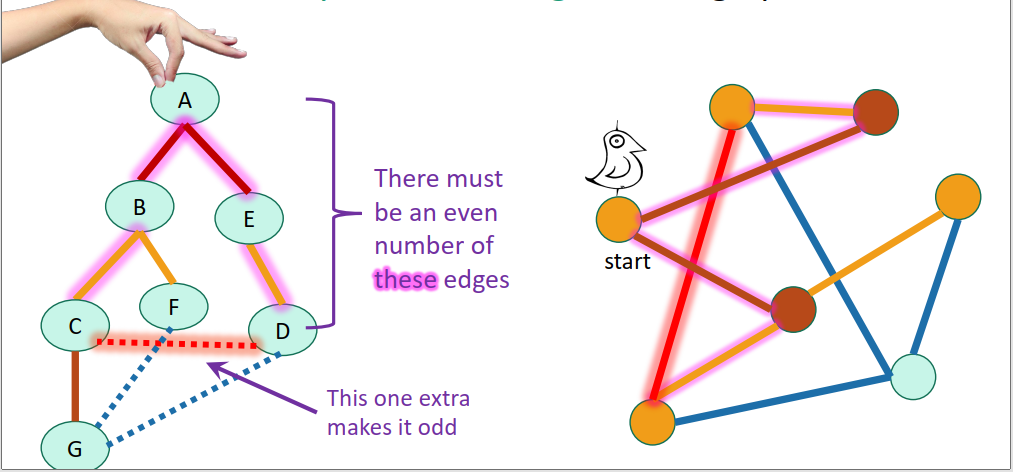 A
B
E
There must
be an even
number of
these edges
start
C
F
D
This one extra
makes it odd
G